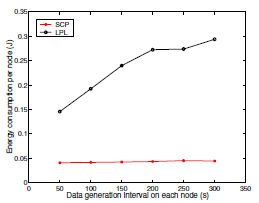 0.35
0.3
0.25
0.2
0.15
0.1
0.05
0
Energy consumption per node (J)
SCP
LPL
0 50 100 150 200 250 300 350
Data generation interval on each node (s)